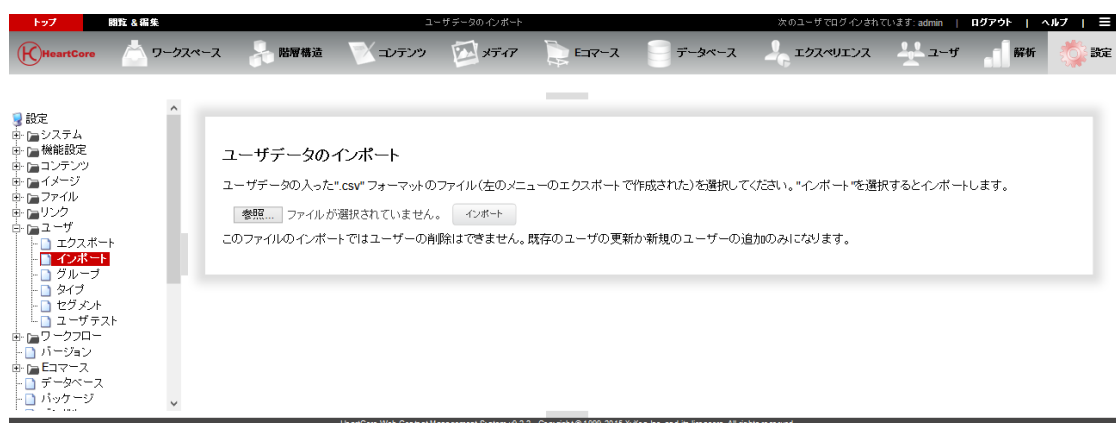 トップ 閲覧 & 編集 ユーザデータのインポート 次のユーザでログインされています: admin | ログアウト | ヘルプ |
HeartCore ワークスペース 階層構造 コンテンツ メディア Eコマース データベース エクスペリエンス ユーザ 解析 設定
設定
システム
機能設定
コンテンツ
イメージ
ファイル
リンク
ユーザ
エクスポート
インポート
グループ
タイプ
セグメント
ユーザテスト
ワークフロー
バージョン
Eコマース
データベース
パッケージ
ユーザデータのインポート
ユーザデータの入った".csv"フォーマットのファイル(左のメニューのエクスポートで作成された)を選択してください。"インポート"を選択するとインポートします。
参照... ファイルが選択されていません。 インポート
このファイルのインポートではユーザーの削除はできません。既存のユーザの更新か新規のユーザーの追加のみになります。